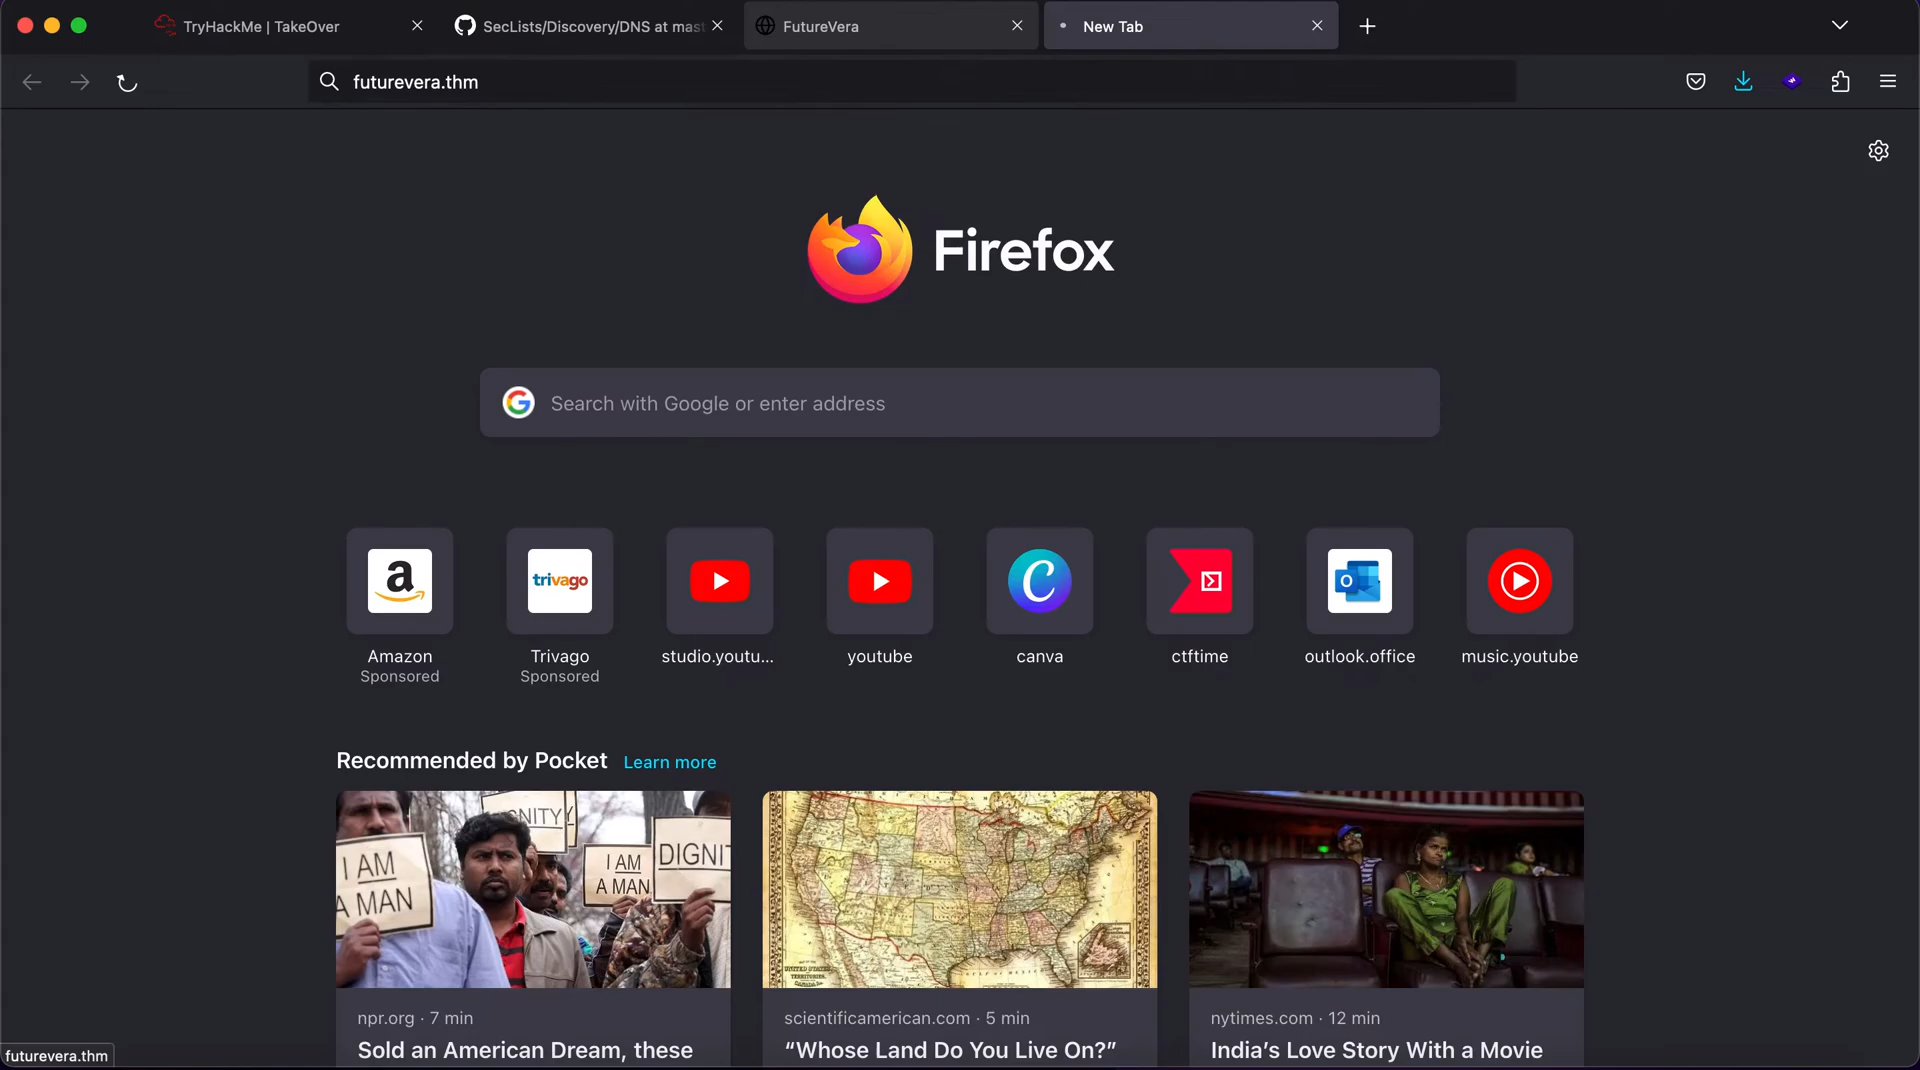 TryHackMe | TakeOver
SecLists/Discovery/DNS at mast
FutureVera
New Tab
futurevera.thm
Firefox
Search with Google or enter address
a
trivago
C
O
Amazon
Sponsored
Trivago
Sponsored
studio.youtu...
youtube
canva
ctftime
outlook.office
music.youtube
Recommended by Pocket Learn more
GNITY
I AM
A MAN
I AM
A MAN
DIGNIT
npr.org · 7 min
Sold an American Dream, these
scientificamerican.com · 5 min
“Whose Land Do You Live On?”
nytimes.com · 12 min
India’s Love Story With a Movie
futurevera.thm